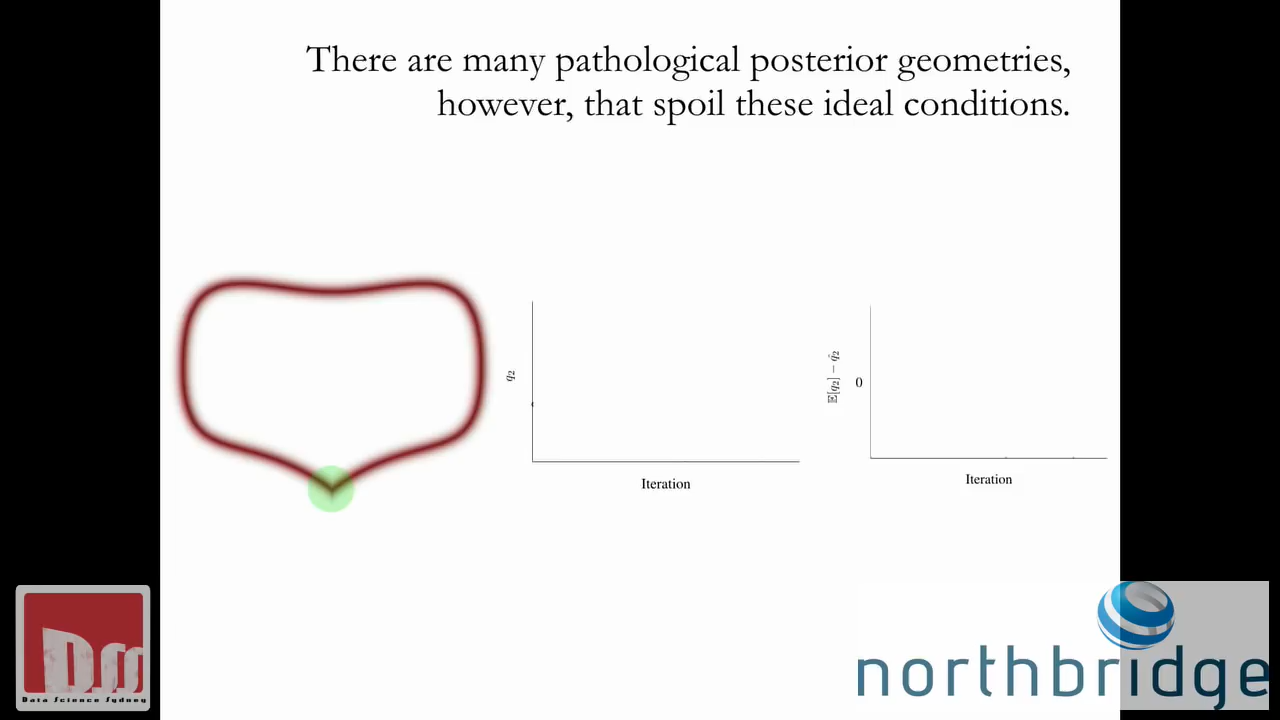 There are many pathological posterior geometries,
however, that spoil these ideal conditions.
q₂
Iteration
𝔼[q₂] − q̂₂
0
Iteration
DSS
Data Science Sydney
northbridge